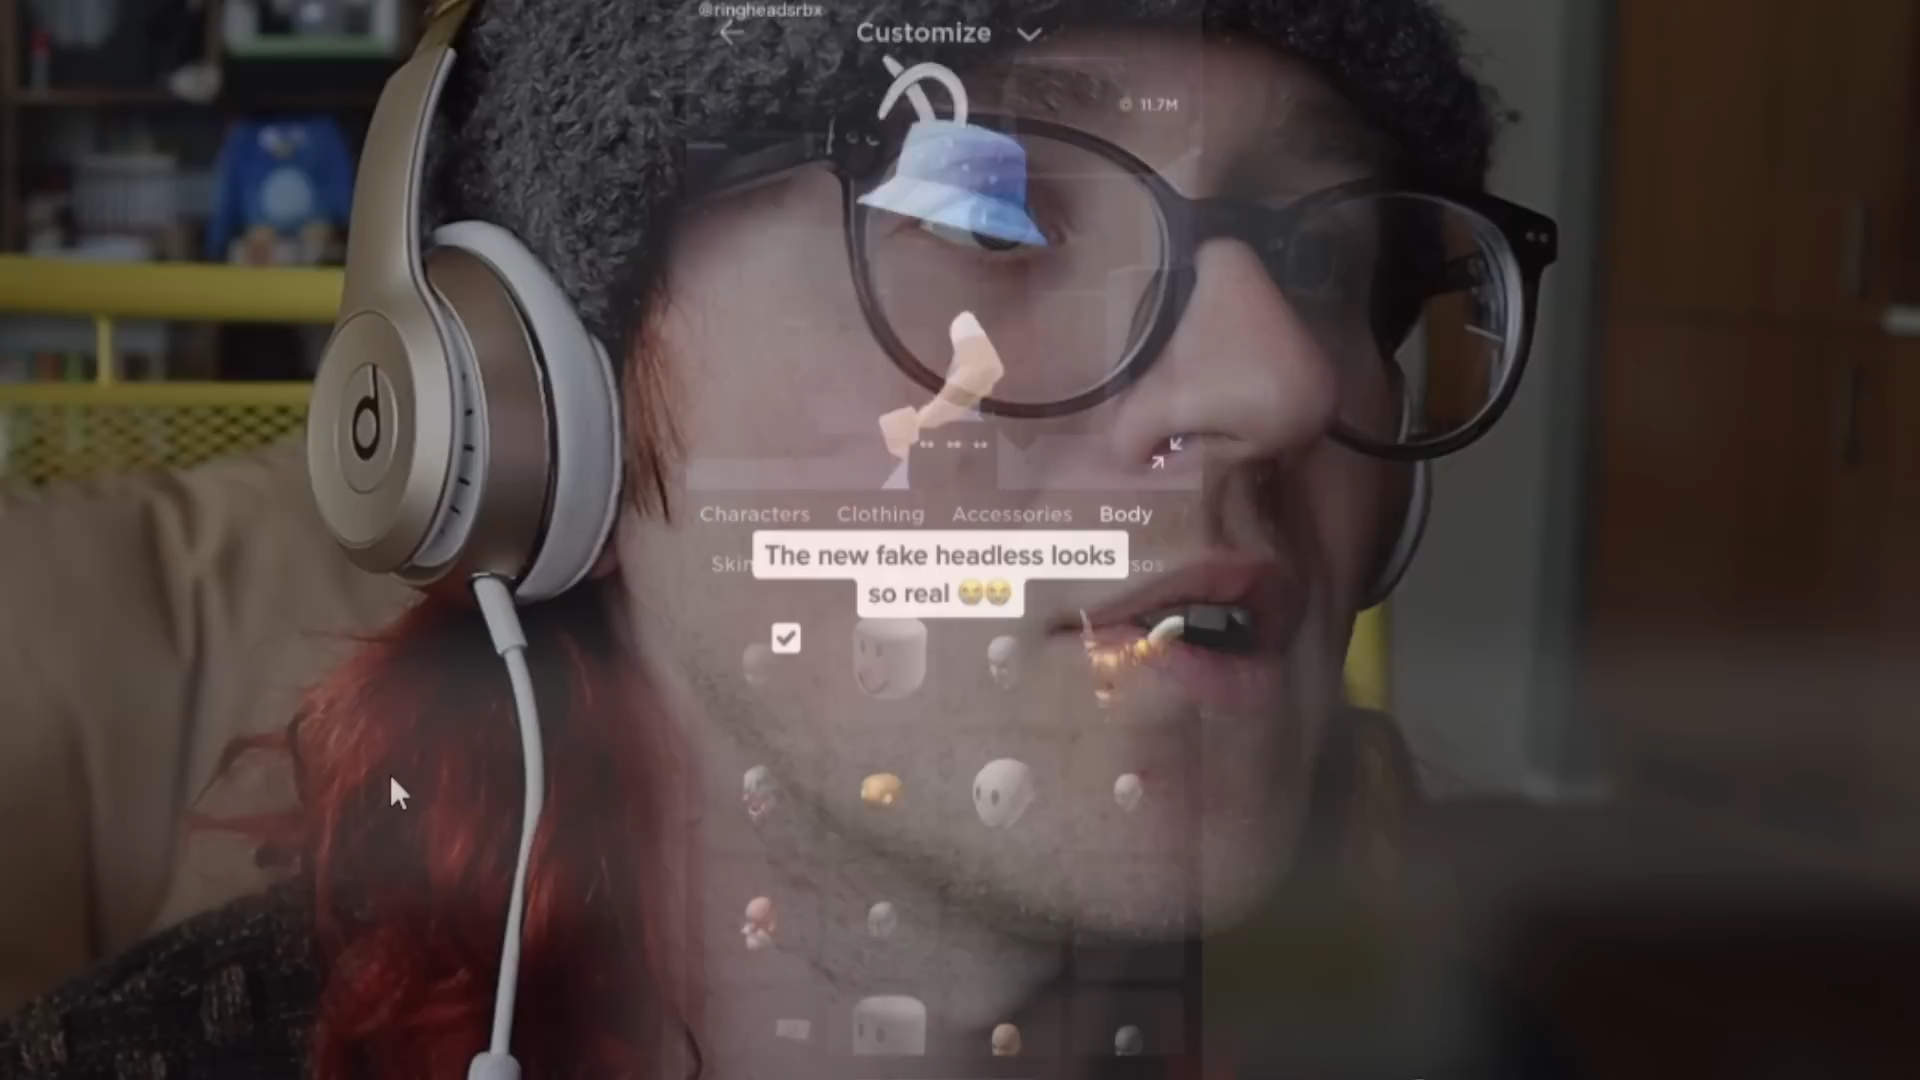 @ringheadsrbx
Customize
11.7M
Characters Clothing Accessories Body
The new fake headless looks
so real 😭😭